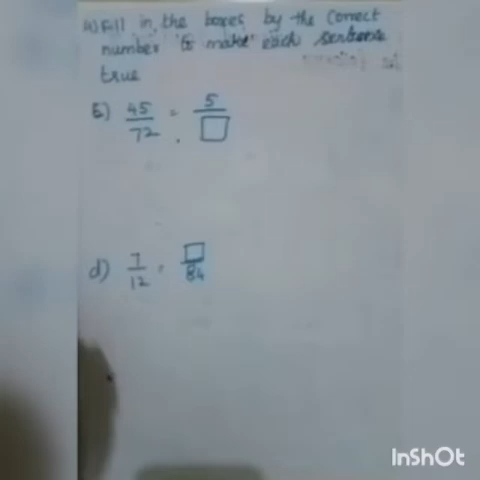 Fill in the boxes by the correct
number to make each sentence
true
45/72 = 5/□
d) 7/12 = □/84
InShOt